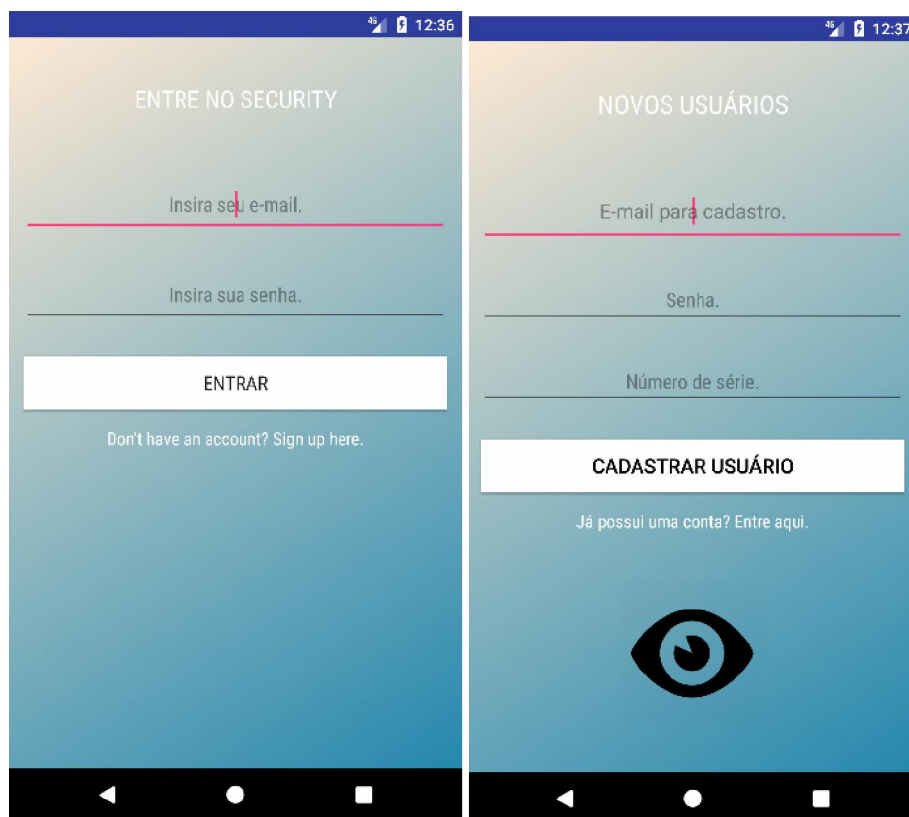 4G 12:36
ENTRE NO SECURITY
Insira seu e-mail.
Insira sua senha.
ENTRAR
Don't have an account? Sign up here.
4G 12:37
NOVOS USUÁRIOS
E-mail para cadastro.
Senha.
Número de série.
CADASTRAR USUÁRIO
Já possui uma conta? Entre aqui.